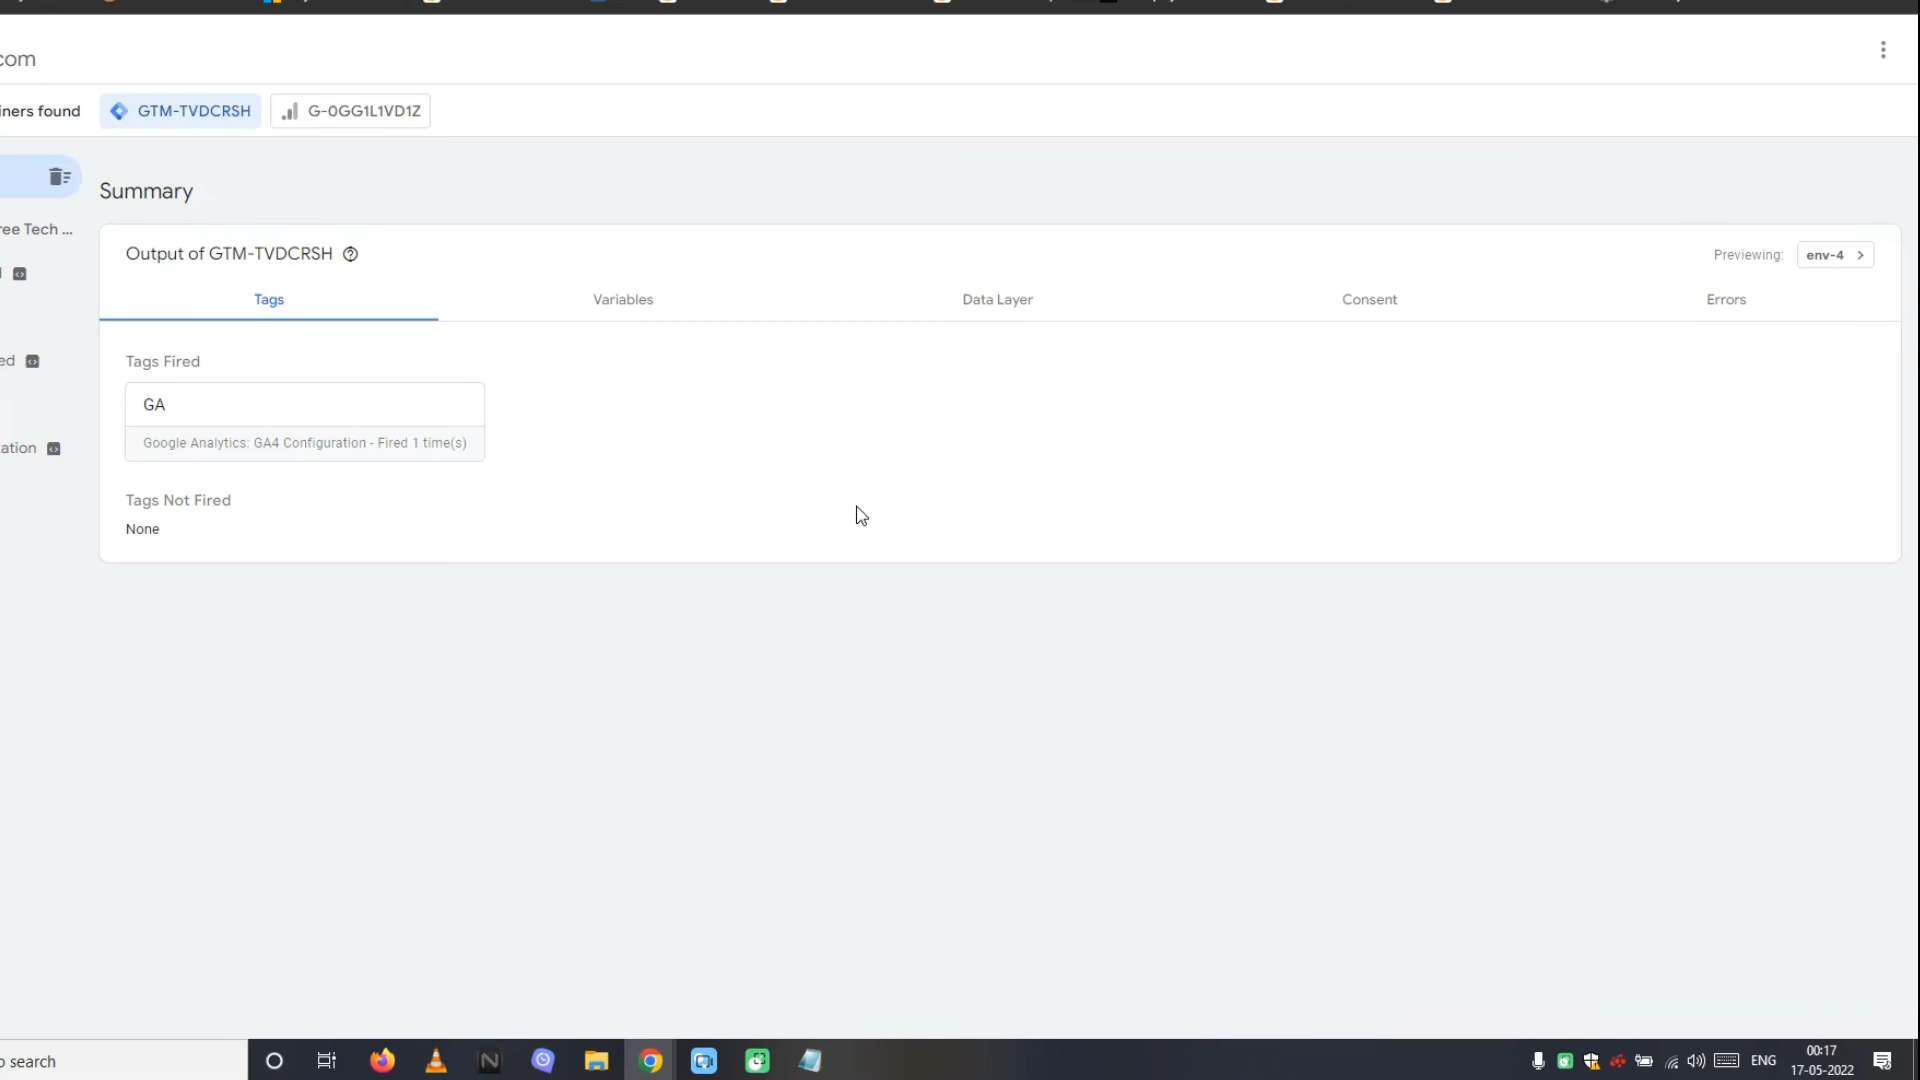 com
iners found
GTM-TVDCRSH
G-0GG1L1VD1Z
Summary
ree Tech ...
Output of GTM-TVDCRSH
Previewing:
env-4
Tags
Variables
Data Layer
Consent
Errors
Tags Fired
ed
GA
Google Analytics: GA4 Configuration - Fired 1 time(s)
ation
Tags Not Fired
None
o search
ENG
00:17
17-05-2022